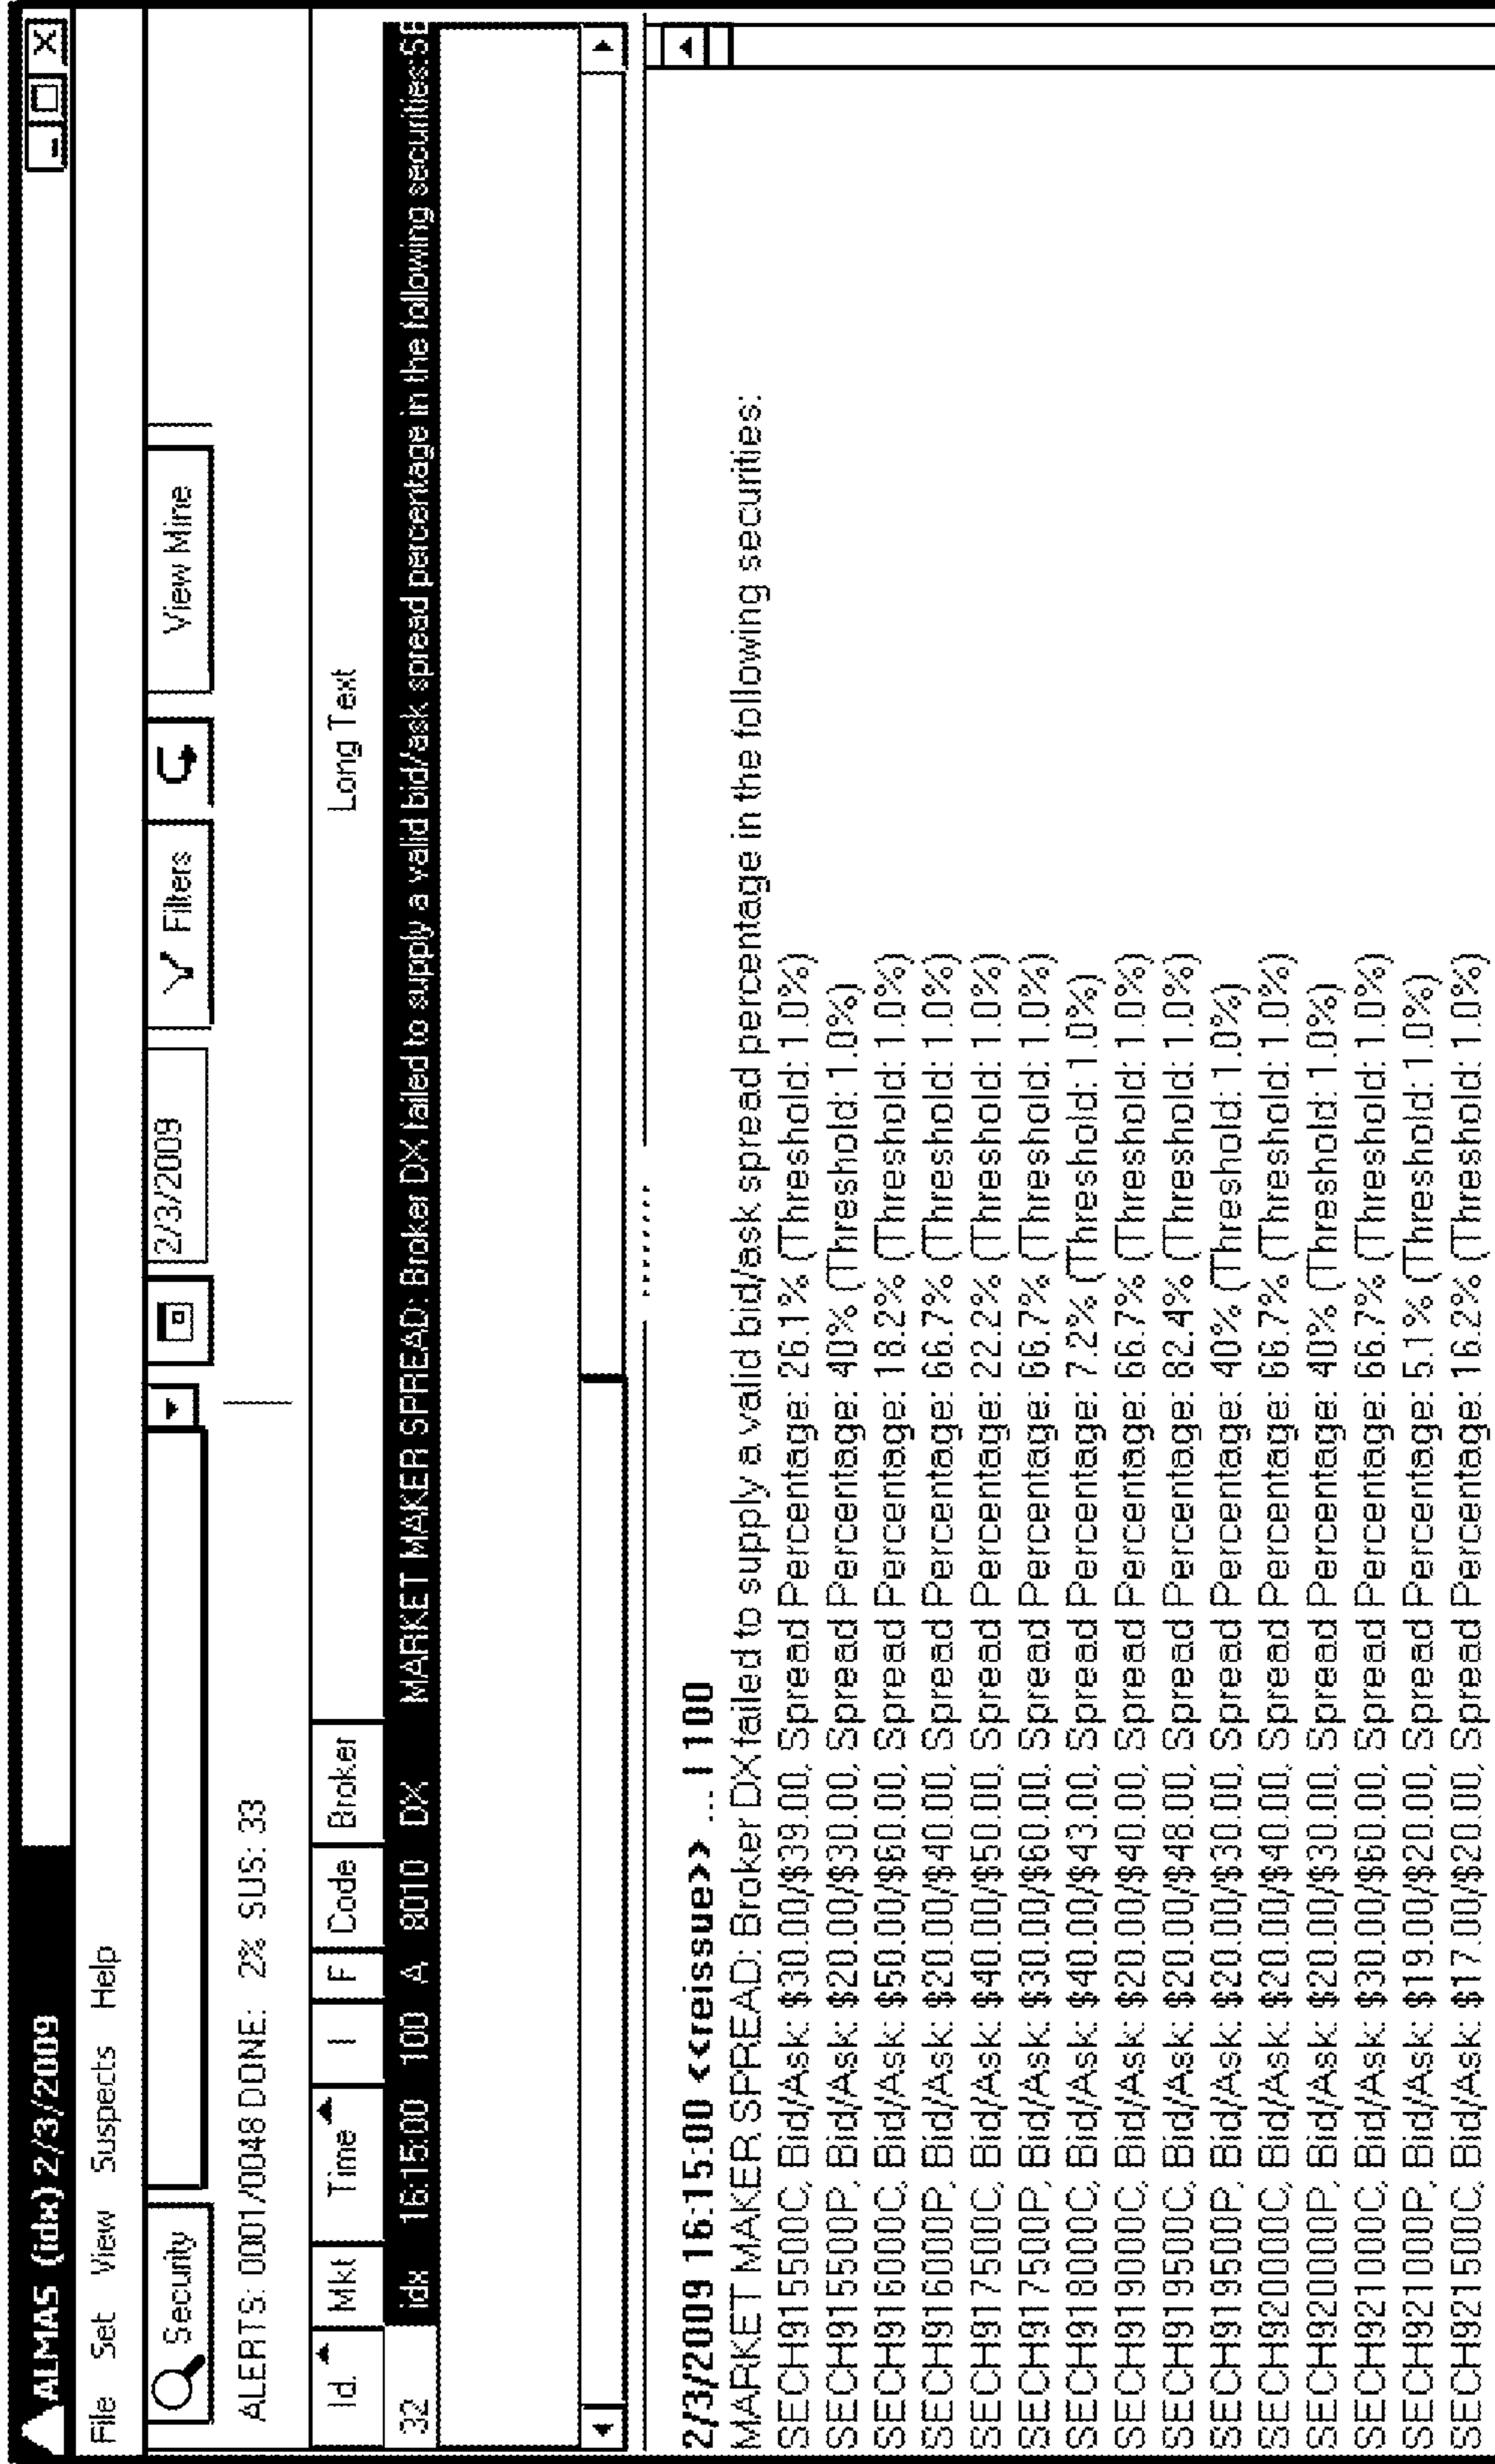 ALMAS (idx) 2/3/2009
File Set View Suspects Help
Security 2/3/2009 Filters View Mine
ALERTS: 0001/0048 DONE: 2% SUS: 33
Id. Mkt Time I F Code Broker Long Text
32 idx 16:15:00 100 A 8010 DX MARKET MAKER SPREAD: Broker DX failed to supply a valid bid/ask spread percentage in the following securities:SE
2/3/2009 16:15:00 <<reissue>> ... I 100
MARKET MAKER SPREAD: Broker DX failed to supply a valid bid/ask spread percentage in the following securities:
SECH915500C, Bid/Ask: $30.00/$39.00, Spread Percentage: 26.1% (Threshold: 1.0%)
SECH915500P, Bid/Ask: $20.00/$30.00, Spread Percentage: 40% (Threshold: 1.0%)
SECH916000C, Bid/Ask: $50.00/$60.00, Spread Percentage: 18.2% (Threshold: 1.0%)
SECH916000P, Bid/Ask: $20.00/$40.00, Spread Percentage: 66.7% (Threshold: 1.0%)
SECH917500C, Bid/Ask: $40.00/$50.00, Spread Percentage: 22.2% (Threshold: 1.0%)
SECH917500P, Bid/Ask: $30.00/$60.00, Spread Percentage: 66.7% (Threshold: 1.0%)
SECH918000C, Bid/Ask: $40.00/$43.00, Spread Percentage: 7.2% (Threshold: 1.0%)
SECH919000C, Bid/Ask: $20.00/$40.00, Spread Percentage: 66.7% (Threshold: 1.0%)
SECH919500C, Bid/Ask: $20.00/$48.00, Spread Percentage: 82.4% (Threshold: 1.0%)
SECH919500P, Bid/Ask: $20.00/$30.00, Spread Percentage: 40% (Threshold: 1.0%)
SECH920000C, Bid/Ask: $20.00/$40.00, Spread Percentage: 66.7% (Threshold: 1.0%)
SECH920000P, Bid/Ask: $20.00/$30.00, Spread Percentage: 40% (Threshold: 1.0%)
SECH921000C, Bid/Ask: $30.00/$60.00, Spread Percentage: 66.7% (Threshold: 1.0%)
SECH921000P, Bid/Ask: $19.00/$20.00, Spread Percentage: 5.1% (Threshold: 1.0%)
SECH921500C, Bid/Ask: $17.00/$20.00, Spread Percentage: 16.2% (Threshold: 1.0%)